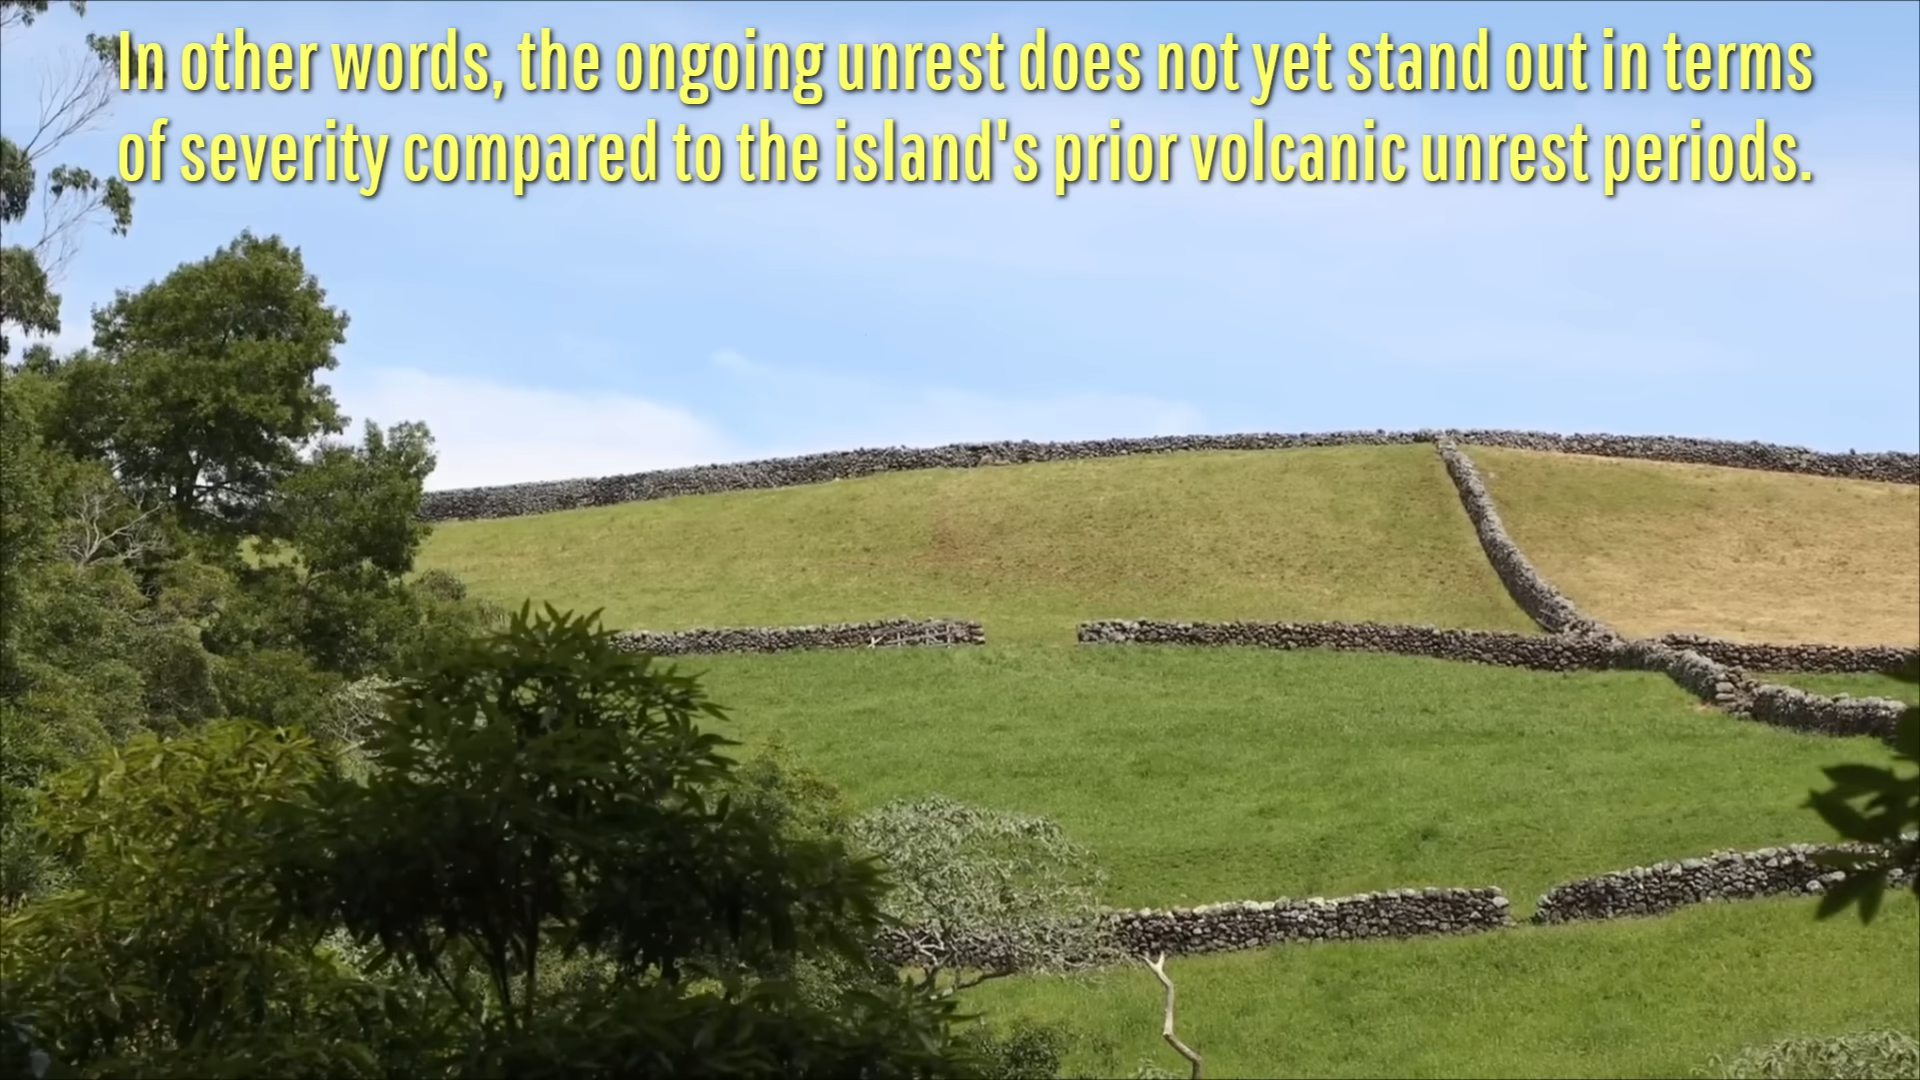 In other words, the ongoing unrest does not yet stand out in terms
of severity compared to the island's prior volcanic unrest periods.